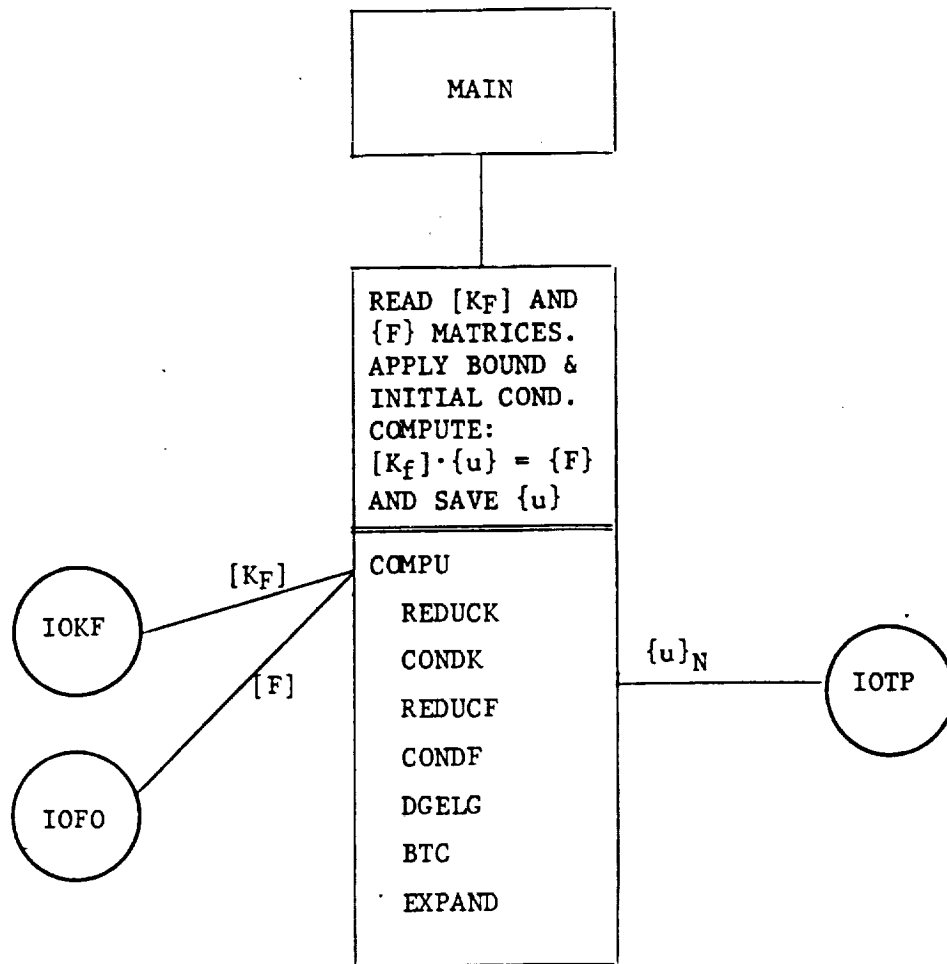 MAIN
READ [KF] AND
{F} MATRICES.
APPLY BOUND &
INITIAL COND.
COMPUTE:
[Kf]·{u} = {F}
AND SAVE {u}
COMPU
REDUCK
CONDK
REDUCF
CONDF
DGELG
BTC
EXPAND
[KF]
IOKF
[F]
IOFO
{u}N
IOTP